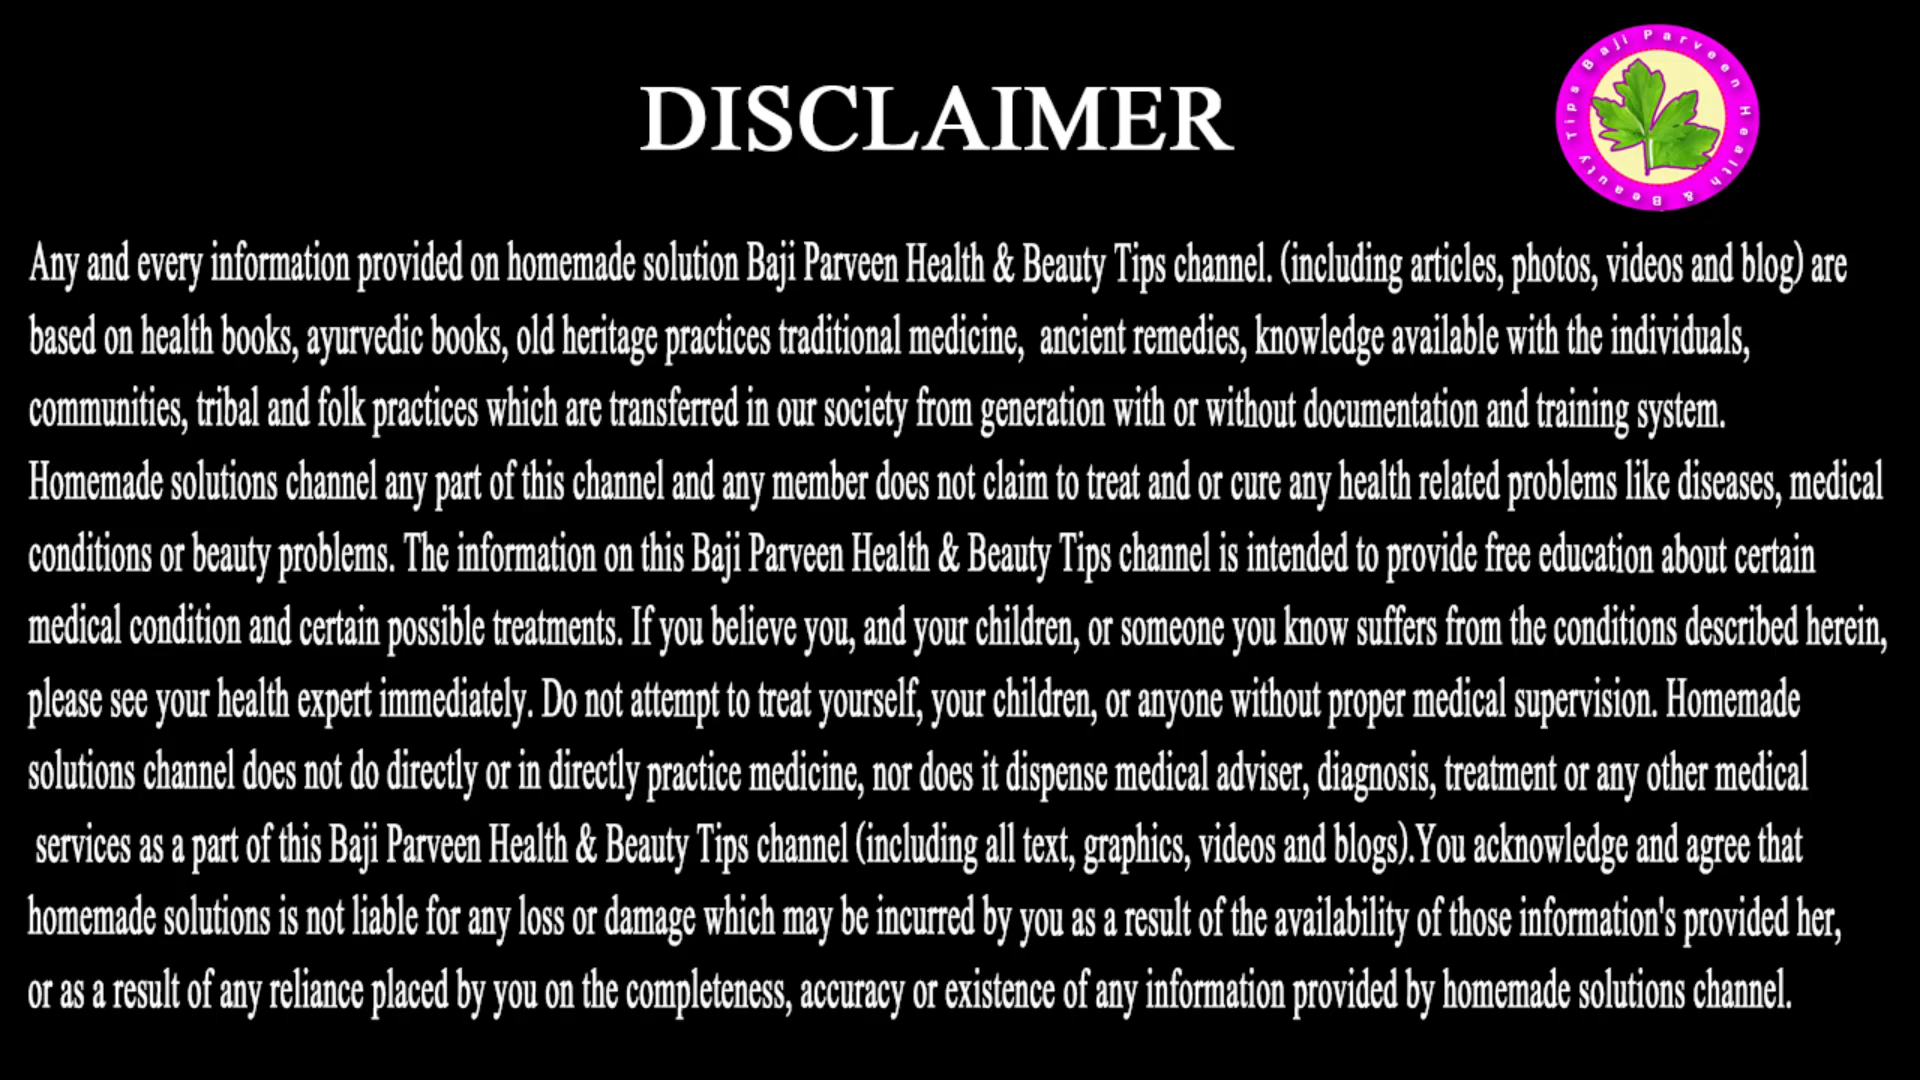 DISCLAIMER
Baji Parveen Health & Beauty Tips
Any and every information provided on homemade solution Baji Parveen Health & Beauty Tips channel. (including articles, photos, videos and blog) are
based on health books, ayurvedic books, old heritage practices traditional medicine, ancient remedies, knowledge available with the individuals,
communities, tribal and folk practices which are transferred in our society from generation with or without documentation and training system.
Homemade solutions channel any part of this channel and any member does not claim to treat and or cure any health related problems like diseases, medical
conditions or beauty problems. The information on this Baji Parveen Health & Beauty Tips channel is intended to provide free education about certain
medical condition and certain possible treatments. If you believe you, and your children, or someone you know suffers from the conditions described herein,
please see your health expert immediately. Do not attempt to treat yourself, your children, or anyone without proper medical supervision. Homemade
solutions channel does not do directly or in directly practice medicine, nor does it dispense medical adviser, diagnosis, treatment or any other medical
services as a part of this Baji Parveen Health & Beauty Tips channel (including all text, graphics, videos and blogs).You acknowledge and agree that
homemade solutions is not liable for any loss or damage which may be incurred by you as a result of the availability of those information's provided her,
or as a result of any reliance placed by you on the completeness, accuracy or existence of any information provided by homemade solutions channel.